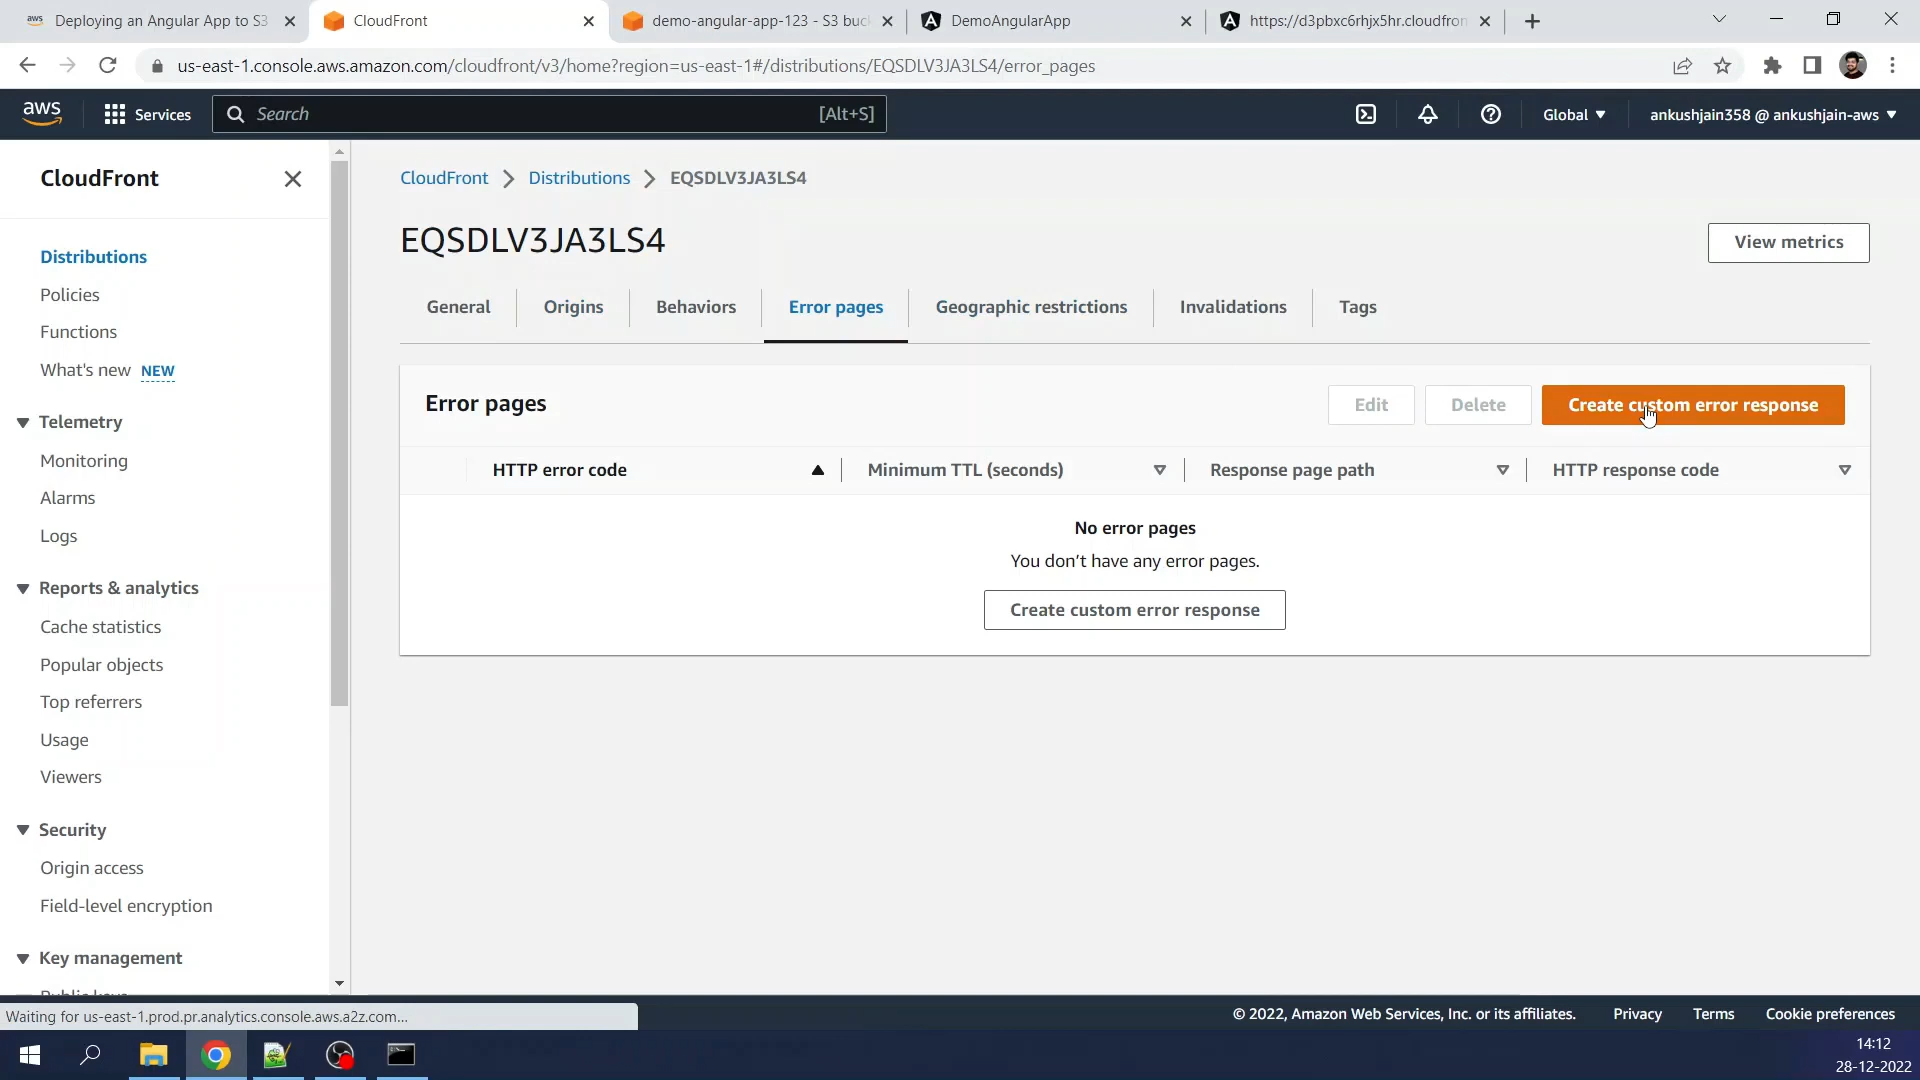 Deploying an Angular App to S3
CloudFront
demo-angular-app-123 - S3 buc
DemoAngularApp
https://d3pbxc6rhjx5hr.cloudfron
us-east-1.console.aws.amazon.com/cloudfront/v3/home?region=us-east-1#/distributions/EQSDLV3JA3LS4/error_pages
aws
Services
Search
[Alt+S]
Global
ankushjain358 @ ankushjain-aws
CloudFront
Distributions
Policies
Functions
What's new NEW
Telemetry
Monitoring
Alarms
Logs
Reports & analytics
Cache statistics
Popular objects
Top referrers
Usage
Viewers
Security
Origin access
Field-level encryption
Key management
CloudFront > Distributions > EQSDLV3JA3LS4
EQSDLV3JA3LS4
View metrics
General
Origins
Behaviors
Error pages
Geographic restrictions
Invalidations
Tags
Error pages
Edit
Delete
Create custom error response
HTTP error code
Minimum TTL (seconds)
Response page path
HTTP response code
No error pages
You don't have any error pages.
Create custom error response
Waiting for us-east-1.prod.pr.analytics.console.aws.a2z.com...
© 2022, Amazon Web Services, Inc. or its affiliates.
Privacy
Terms
Cookie preferences
14:12
28-12-2022